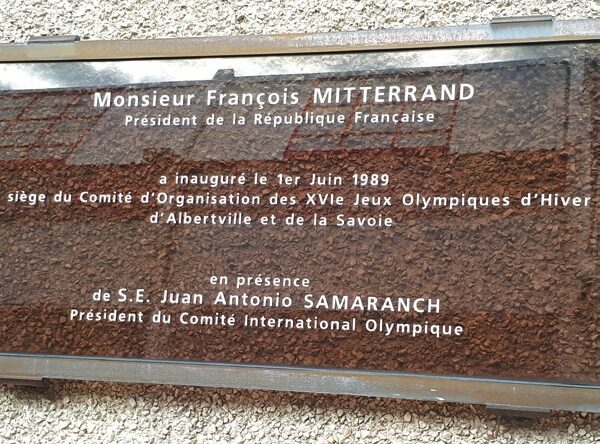 Monsieur François MITTERRAND
Président de la République Française
a inauguré le 1er Juin 1989
siège du Comité d'Organisation des XVIe Jeux Olympiques d'Hiver
d'Albertville et de la Savoie
en présence
de S.E. Juan Antonio SAMARANCH
Président du Comité International Olympique